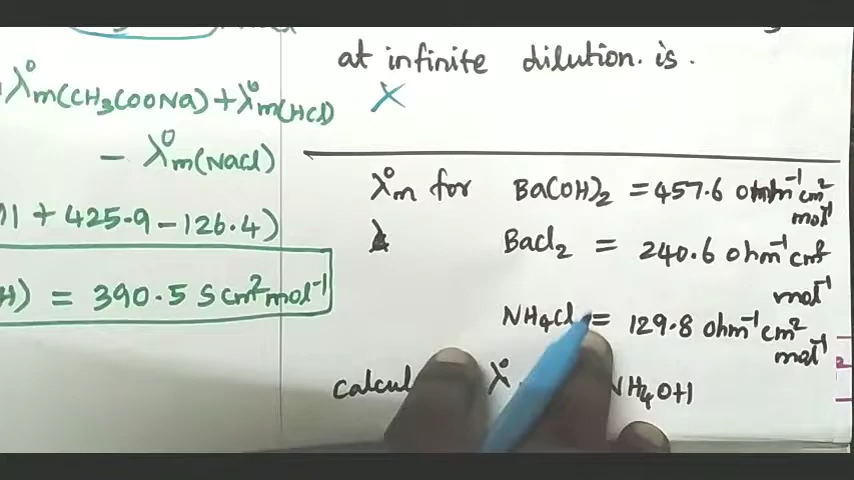 at infinite dilution. is.
λ°m(CH3COONa) + λ°m(HCl)
− λ°m(NaCl)
+ 425.9 − 126.4)
= 390.5 S cm² mol⁻¹
λ°m for Ba(OH)2 = 457.6 ohm⁻¹ cm² mol⁻¹
BaCl2 = 240.6 ohm⁻¹ cm² mol⁻¹
NH4Cl = 129.8 ohm⁻¹ cm² mol⁻¹
λ NH4OH